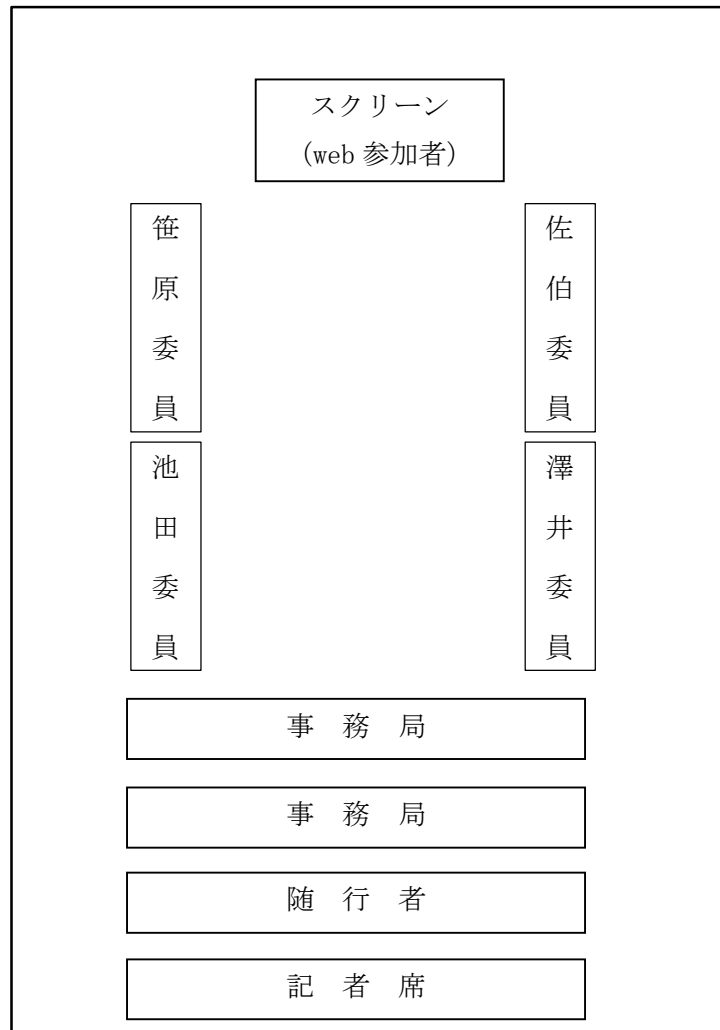 スクリーン
(web 参加者)
笹原委員
佐伯委員
池田委員
澤井委員
事　務　局
事　務　局
随　行　者
記　者　席